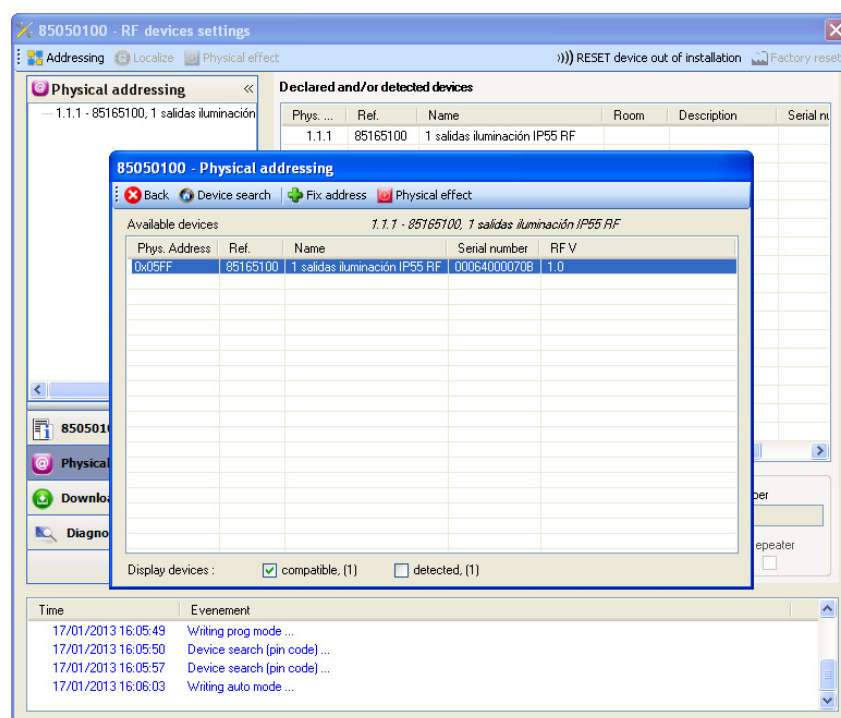 85050100 - RF devices settings
Addressing Localize Physical effect )))) RESET device out of installation Factory reset
Physical addressing «
1.1.1 - 85165100, 1 salidas iluminación
Declared and/or detected devices
Phys. ... Ref. Name Room Description Serial nu
1.1.1 85165100 1 salidas iluminación IP55 RF
85050100 - Physical addressing
Back Device search Fix address Physical effect
Available devices 1.1.1 - 85165100, 1 salidas iluminación IP55 RF
Phys. Address Ref. Name Serial number RF V
0x05FF 85165100 1 salidas iluminación IP55 RF 00064000070B 1.0
850501
Physical
Downloa
Diagno
ber
epeater
Display devices : compatible, (1) detected, (1)
Time Evenement
17/01/2013 16:05:49 Writing prog mode ...
17/01/2013 16:05:50 Device search (pin code) ...
17/01/2013 16:05:57 Device search (pin code) ...
17/01/2013 16:06:03 Writing auto mode ...